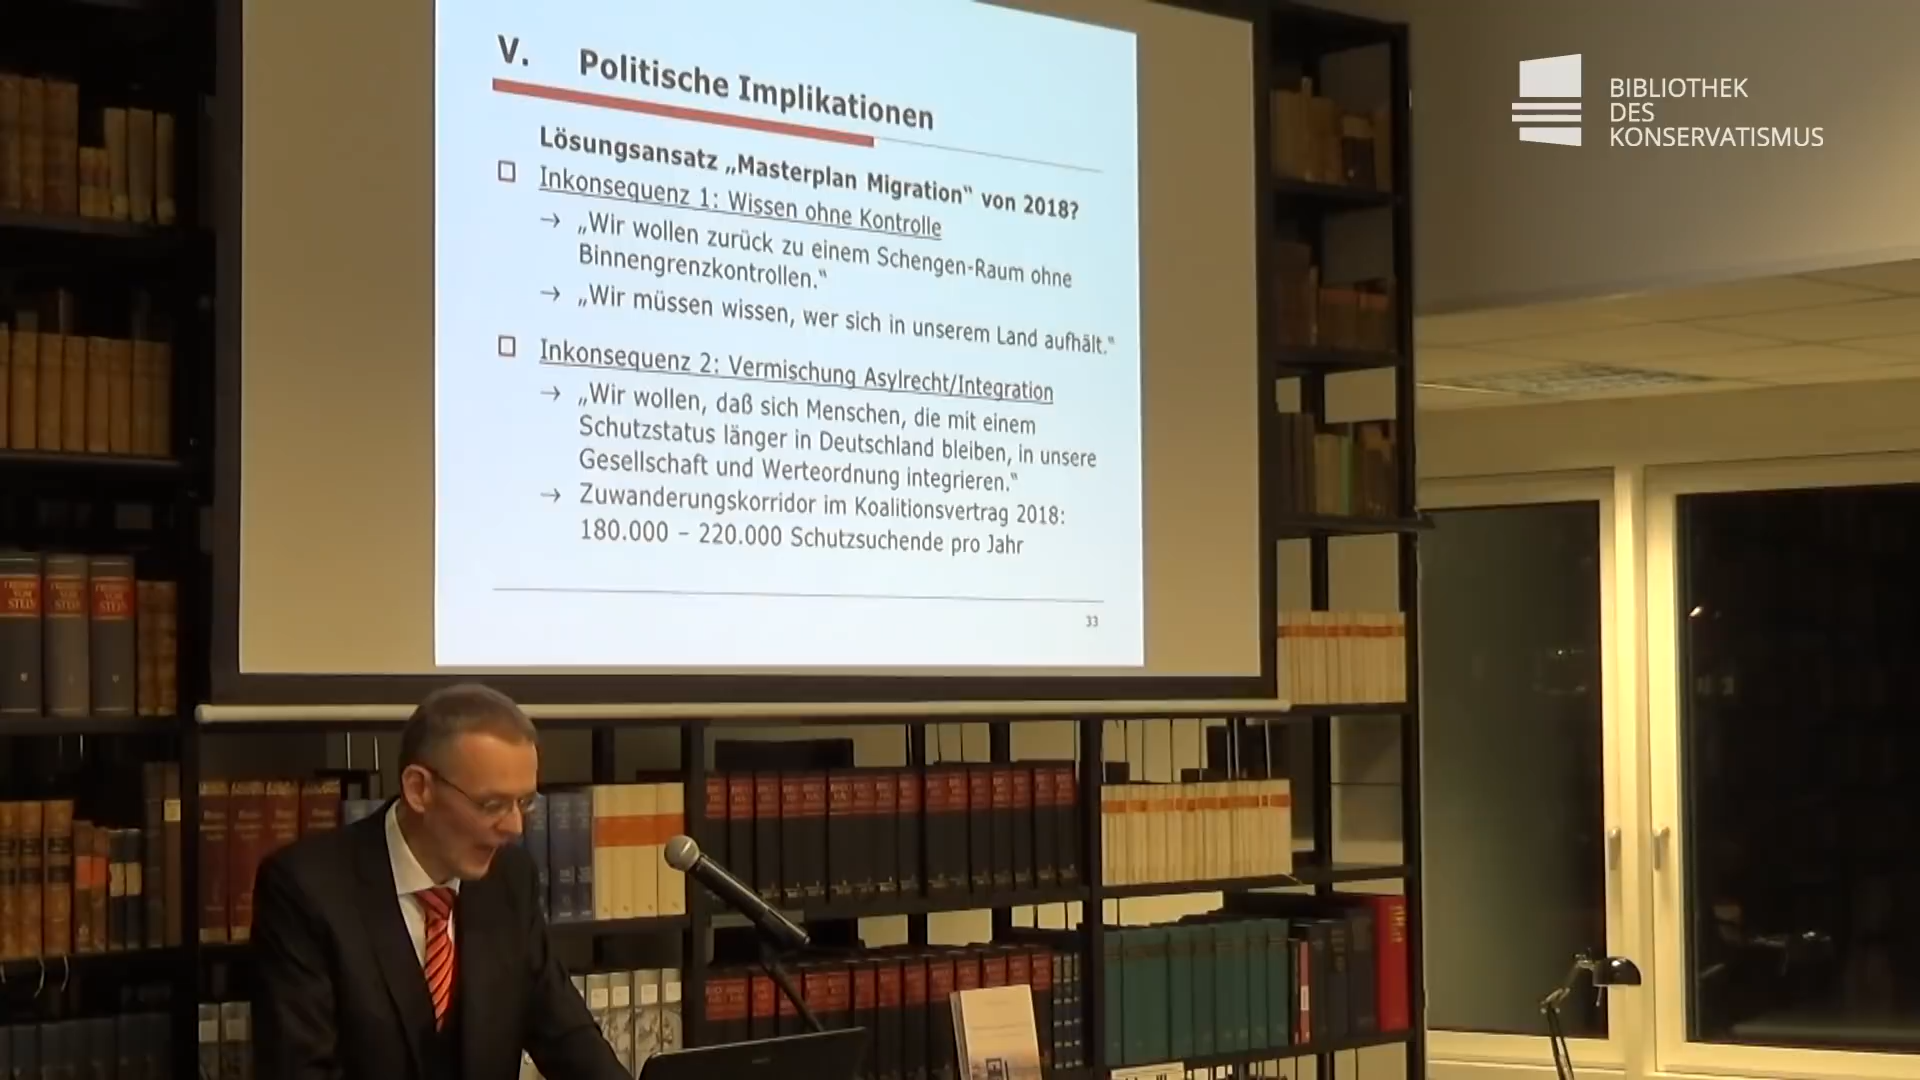 V. Politische Implikationen
Lösungsansatz „Masterplan Migration“ von 2018?
Inkonsequenz 1: Wissen ohne Kontrolle
→ „Wir wollen zurück zu einem Schengen-Raum ohne
Binnengrenzkontrollen.“
→ „Wir müssen wissen, wer sich in unserem Land aufhält.“
Inkonsequenz 2: Vermischung Asylrecht/Integration
→ „Wir wollen, daß sich Menschen, die mit einem
Schutzstatus länger in Deutschland bleiben, in unsere
Gesellschaft und Werteordnung integrieren.“
→ Zuwanderungskorridor im Koalitionsvertrag 2018:
180.000 – 220.000 Schutzsuchende pro Jahr
33
BIBLIOTHEK
DES
KONSERVATISMUS